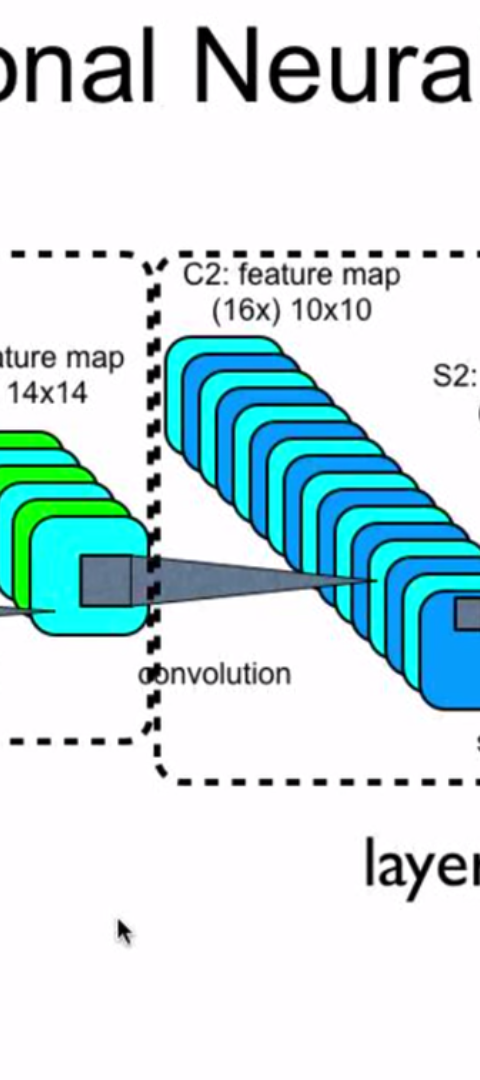 onal Neura
C2: feature map
(16x) 10x10
ature map
14x14
S2:
convolution
layer